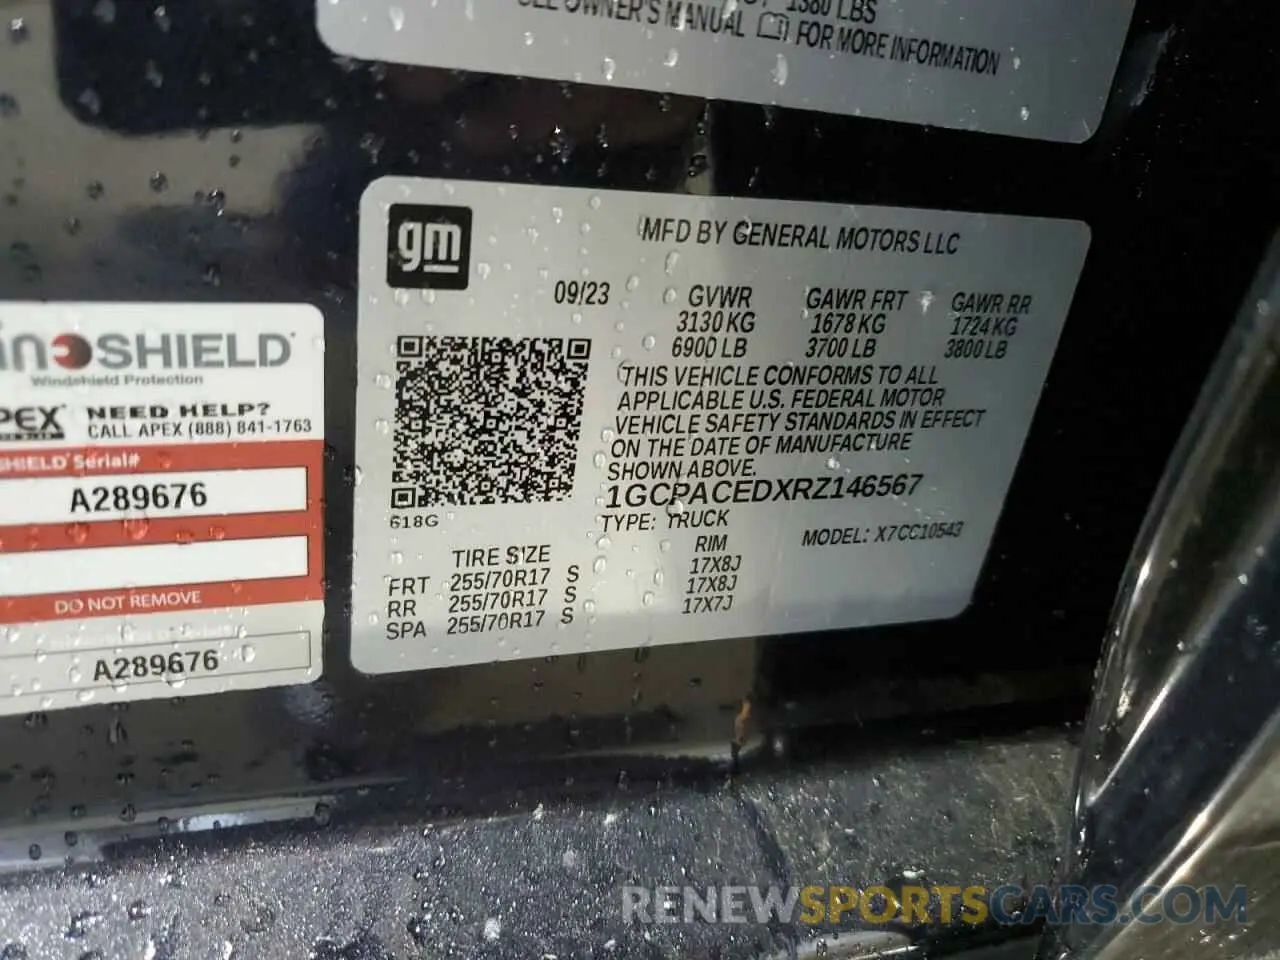 1380 LBS
SEE OWNER'S MANUAL FOR MORE INFORMATION
gm
MFD BY GENERAL MOTORS LLC
09/23 GVWR GAWR FRT GAWR RR
3130 KG 1678 KG 1724 KG
6900 LB 3700 LB 3800 LB
THIS VEHICLE CONFORMS TO ALL
APPLICABLE U.S. FEDERAL MOTOR
VEHICLE SAFETY STANDARDS IN EFFECT
ON THE DATE OF MANUFACTURE
SHOWN ABOVE.
1GCPACEDXRZ146567
618G
TYPE: TRUCK MODEL: X7CC10543
TIRE SIZE RIM
FRT 255/70R17 S 17X8J
RR 255/70R17 S 17X8J
SPA 255/70R17 S 17X7J
SHIELD
Windshield Protection
PEX NEED HELP?
CALL APEX (888) 841-1763
SHIELD Serial#
A289676
DO NOT REMOVE
A289676
RENEWSPORTSCARS.COM